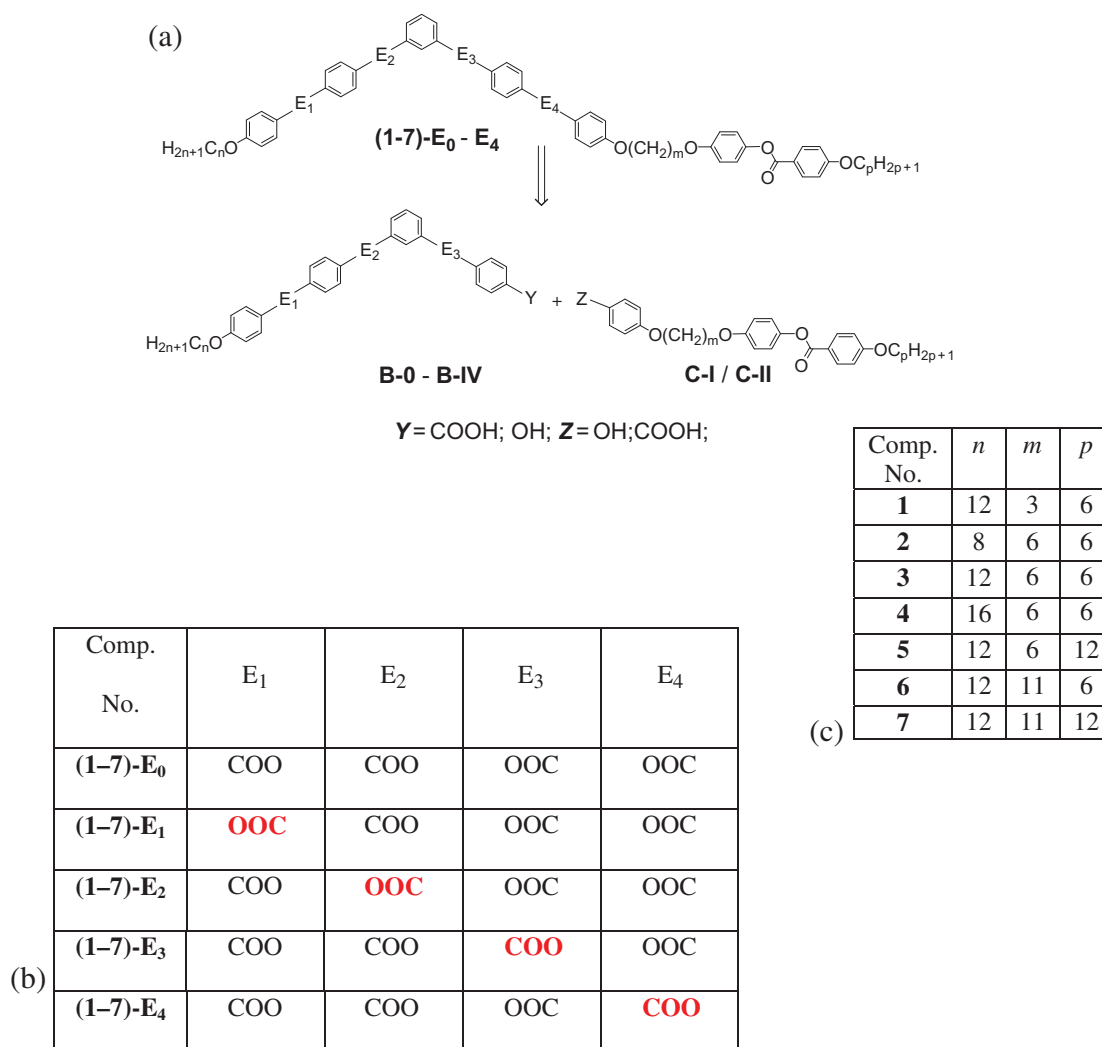 (a)
E2
E3
E1
E4
H2n+1CnO
(1-7)-E0 - E4
O(CH2)mO
O
O
OCpH2p+1
E2
E3
E1
Y + Z
H2n+1CnO
O(CH2)mO
O
O
OCpH2p+1
B-0 - B-IV C-I / C-II
Y = COOH; OH; Z = OH;COOH;
Comp. No. n m p
1 12 3 6
2 8 6 6
3 12 6 6
4 16 6 6
5 12 6 12
6 12 11 6
7 12 11 12
(c)
Comp. No. E1 E2 E3 E4
(1–7)-E0 COO COO OOC OOC
(1–7)-E1 OOC COO OOC OOC
(1–7)-E2 COO OOC OOC OOC
(1–7)-E3 COO COO COO OOC
(1–7)-E4 COO COO OOC COO
(b)